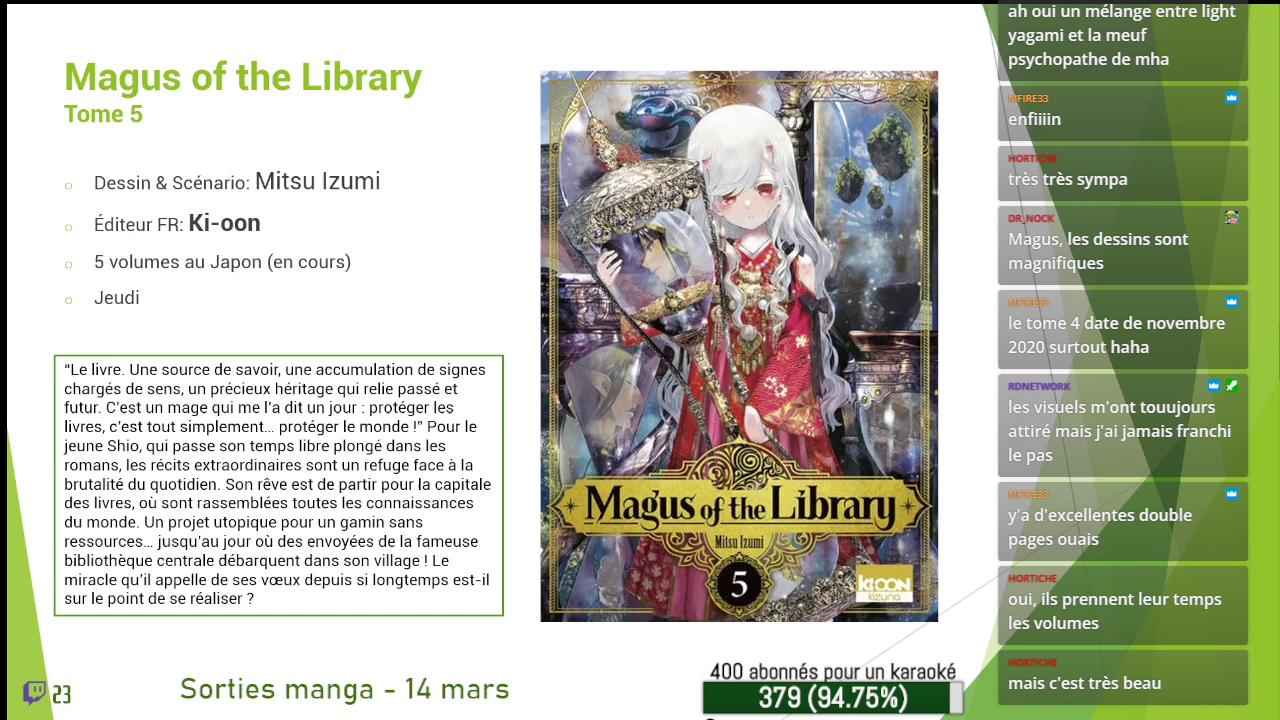 Magus of the Library
Tome 5
Dessin & Scénario: Mitsu Izumi
Éditeur FR: Ki-oon
5 volumes au Japon (en cours)
Jeudi
“Le livre. Une source de savoir, une accumulation de signes
chargés de sens, un précieux héritage qui relie passé et
futur. C’est un mage qui me l’a dit un jour : protéger les
livres, c’est tout simplement… protéger le monde !” Pour le
jeune Shio, qui passe son temps libre plongé dans les
romans, les récits extraordinaires sont un refuge face à la
brutalité du quotidien. Son rêve est de partir pour la capitale
des livres, où sont rassemblées toutes les connaissances
du monde. Un projet utopique pour un gamin sans
ressources… jusqu’au jour où des envoyées de la fameuse
bibliothèque centrale débarquent dans son village ! Le
miracle qu’il appelle de ses vœux depuis si longtemps est-il
sur le point de se réaliser ?
Magus of the Library
Mitsu Izumi
5
ki-oon
kizuna
23
Sorties manga - 14 mars
400 abonnés pour un karaoké
379 (94.75%)
ah oui un mélange entre light
yagami et la meuf
psychopathe de mha
MFIRE33
enfiiiin
HORTICHE
très très sympa
DR_NOCK
Magus, les dessins sont
magnifiques
MFIRE33
le tome 4 date de novembre
2020 surtout haha
RDNETWORK
les visuels m'ont touujours
attiré mais j'ai jamais franchi
le pas
MFIRE33
y'a d'excellentes double
pages ouais
HORTICHE
oui, ils prennent leur temps
les volumes
HORTICHE
mais c'est très beau